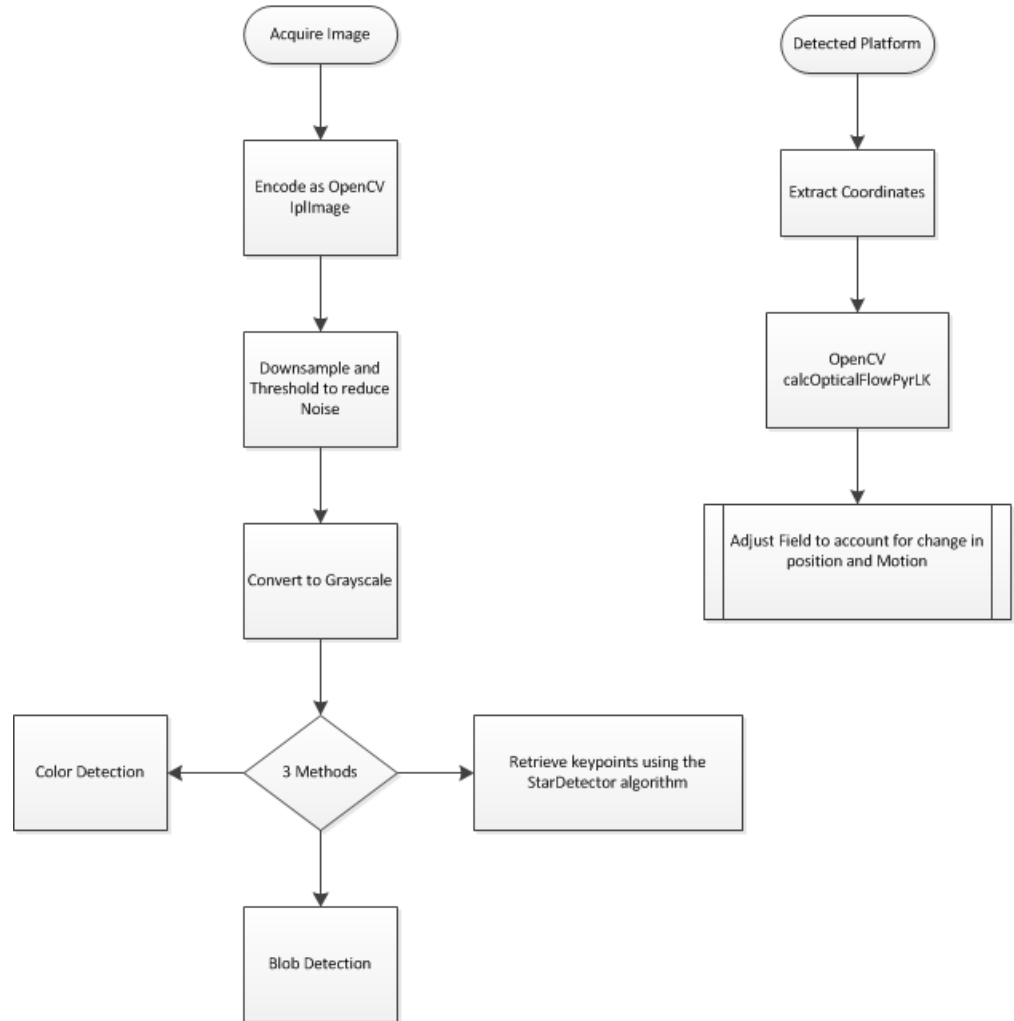 Acquire Image
Encode as OpenCV
IplImage
Downsample and
Threshold to reduce
Noise
Convert to Grayscale
3 Methods
Color Detection
Retrieve keypoints using the
StarDetector algorithm
Blob Detection
Detected Platform
Extract Coordinates
OpenCV
calcOpticalFlowPyrLK
Adjust Field to account for change in
position and Motion